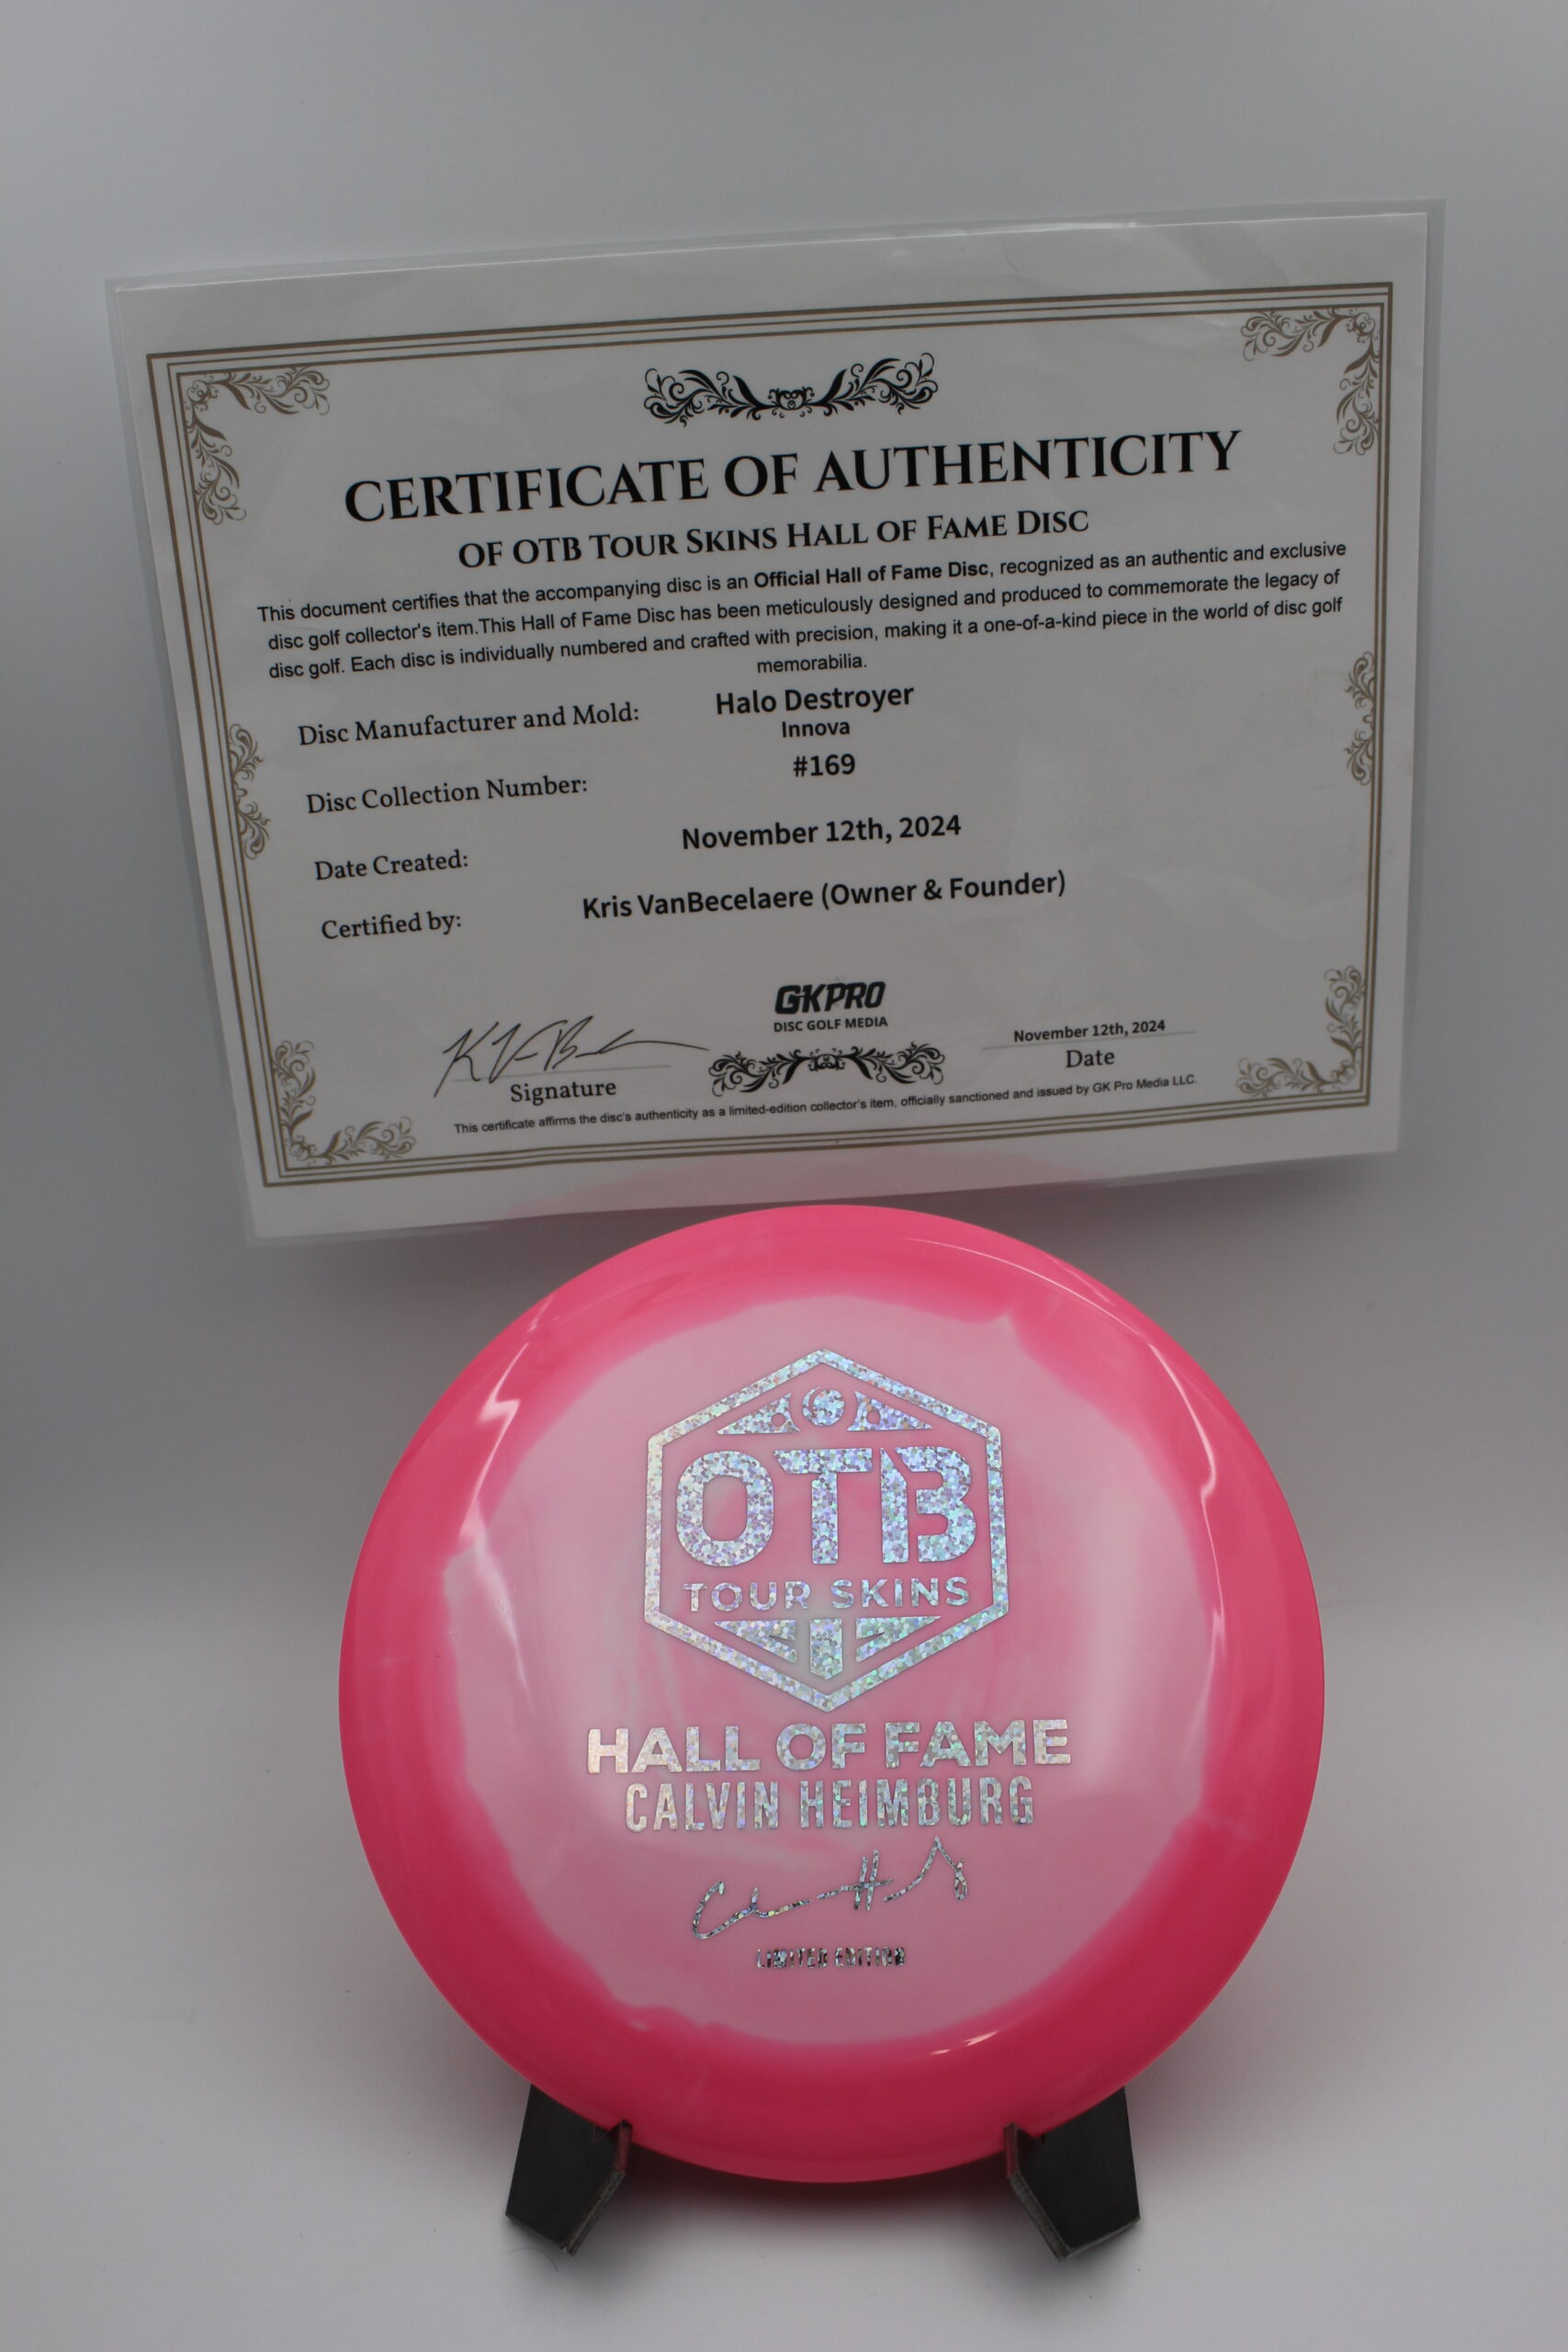 CERTIFICATE OF AUTHENTICITY
OF OTB TOUR SKINS HALL OF FAME DISC
This document certifies that the accompanying disc is an Official Hall of Fame Disc, recognized as an authentic and exclusive
disc golf collector's item.This Hall of Fame Disc has been meticulously designed and produced to commemorate the legacy of
disc golf. Each disc is individually numbered and crafted with precision, making it a one-of-a-kind piece in the world of disc golf
memorabilia.
Disc Manufacturer and Mold: Halo Destroyer
Innova
Disc Collection Number: #169
Date Created: November 12th, 2024
Certified by: Kris VanBecelaere (Owner & Founder)
GKPRO
DISC GOLF MEDIA
November 12th, 2024
Signature
Date
This certificate affirms the disc's authenticity as a limited-edition collector's item, officially sanctioned and issued by GK Pro Media LLC.
OTB
TOUR SKINS
HALL OF FAME
CALVIN HEIMBURG
LIMITED EDITION